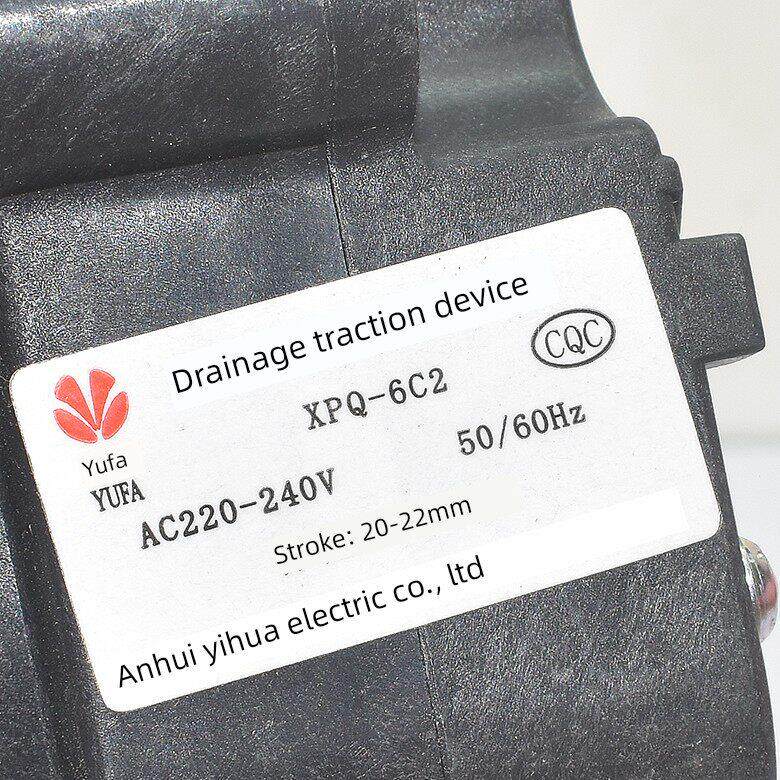 Drainage traction device
CQC
XPQ-6C2
Yufa
YUFA
50/60Hz
AC220-240V
Stroke: 20-22mm
Anhui yihua electric co., ltd